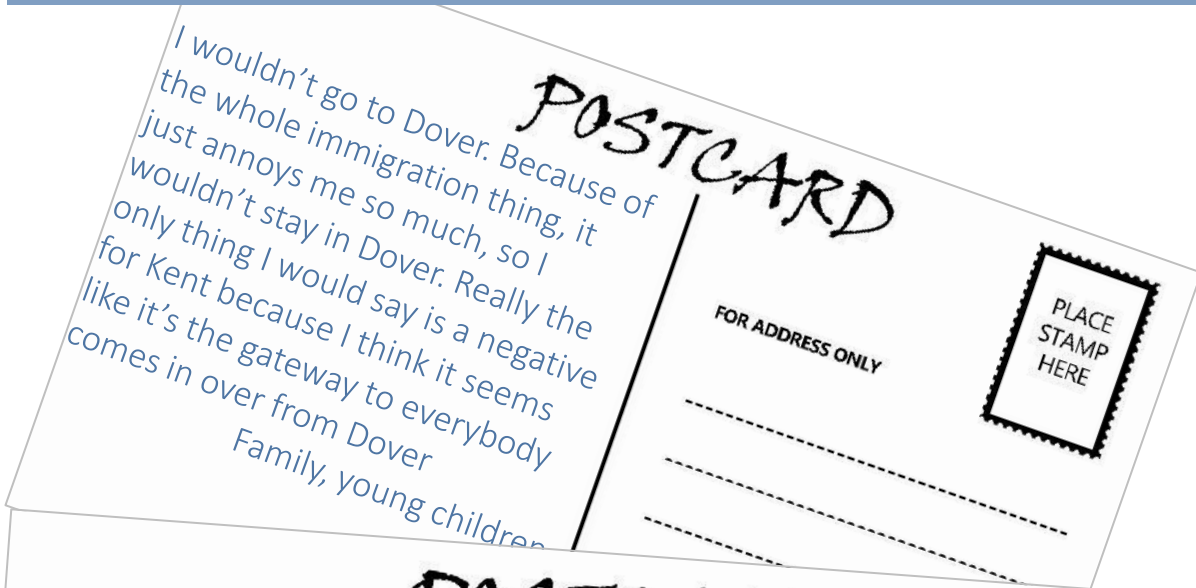 I wouldn't go to Dover. Because of
the whole immigration thing, it
just annoys me so much, so I
wouldn't stay in Dover. Really the
only thing I would say is a negative
for Kent because I think it seems
like it's the gateway to everybody
comes in over from Dover
Family, young children
POSTCARD
FOR ADDRESS ONLY
PLACE
STAMP
HERE